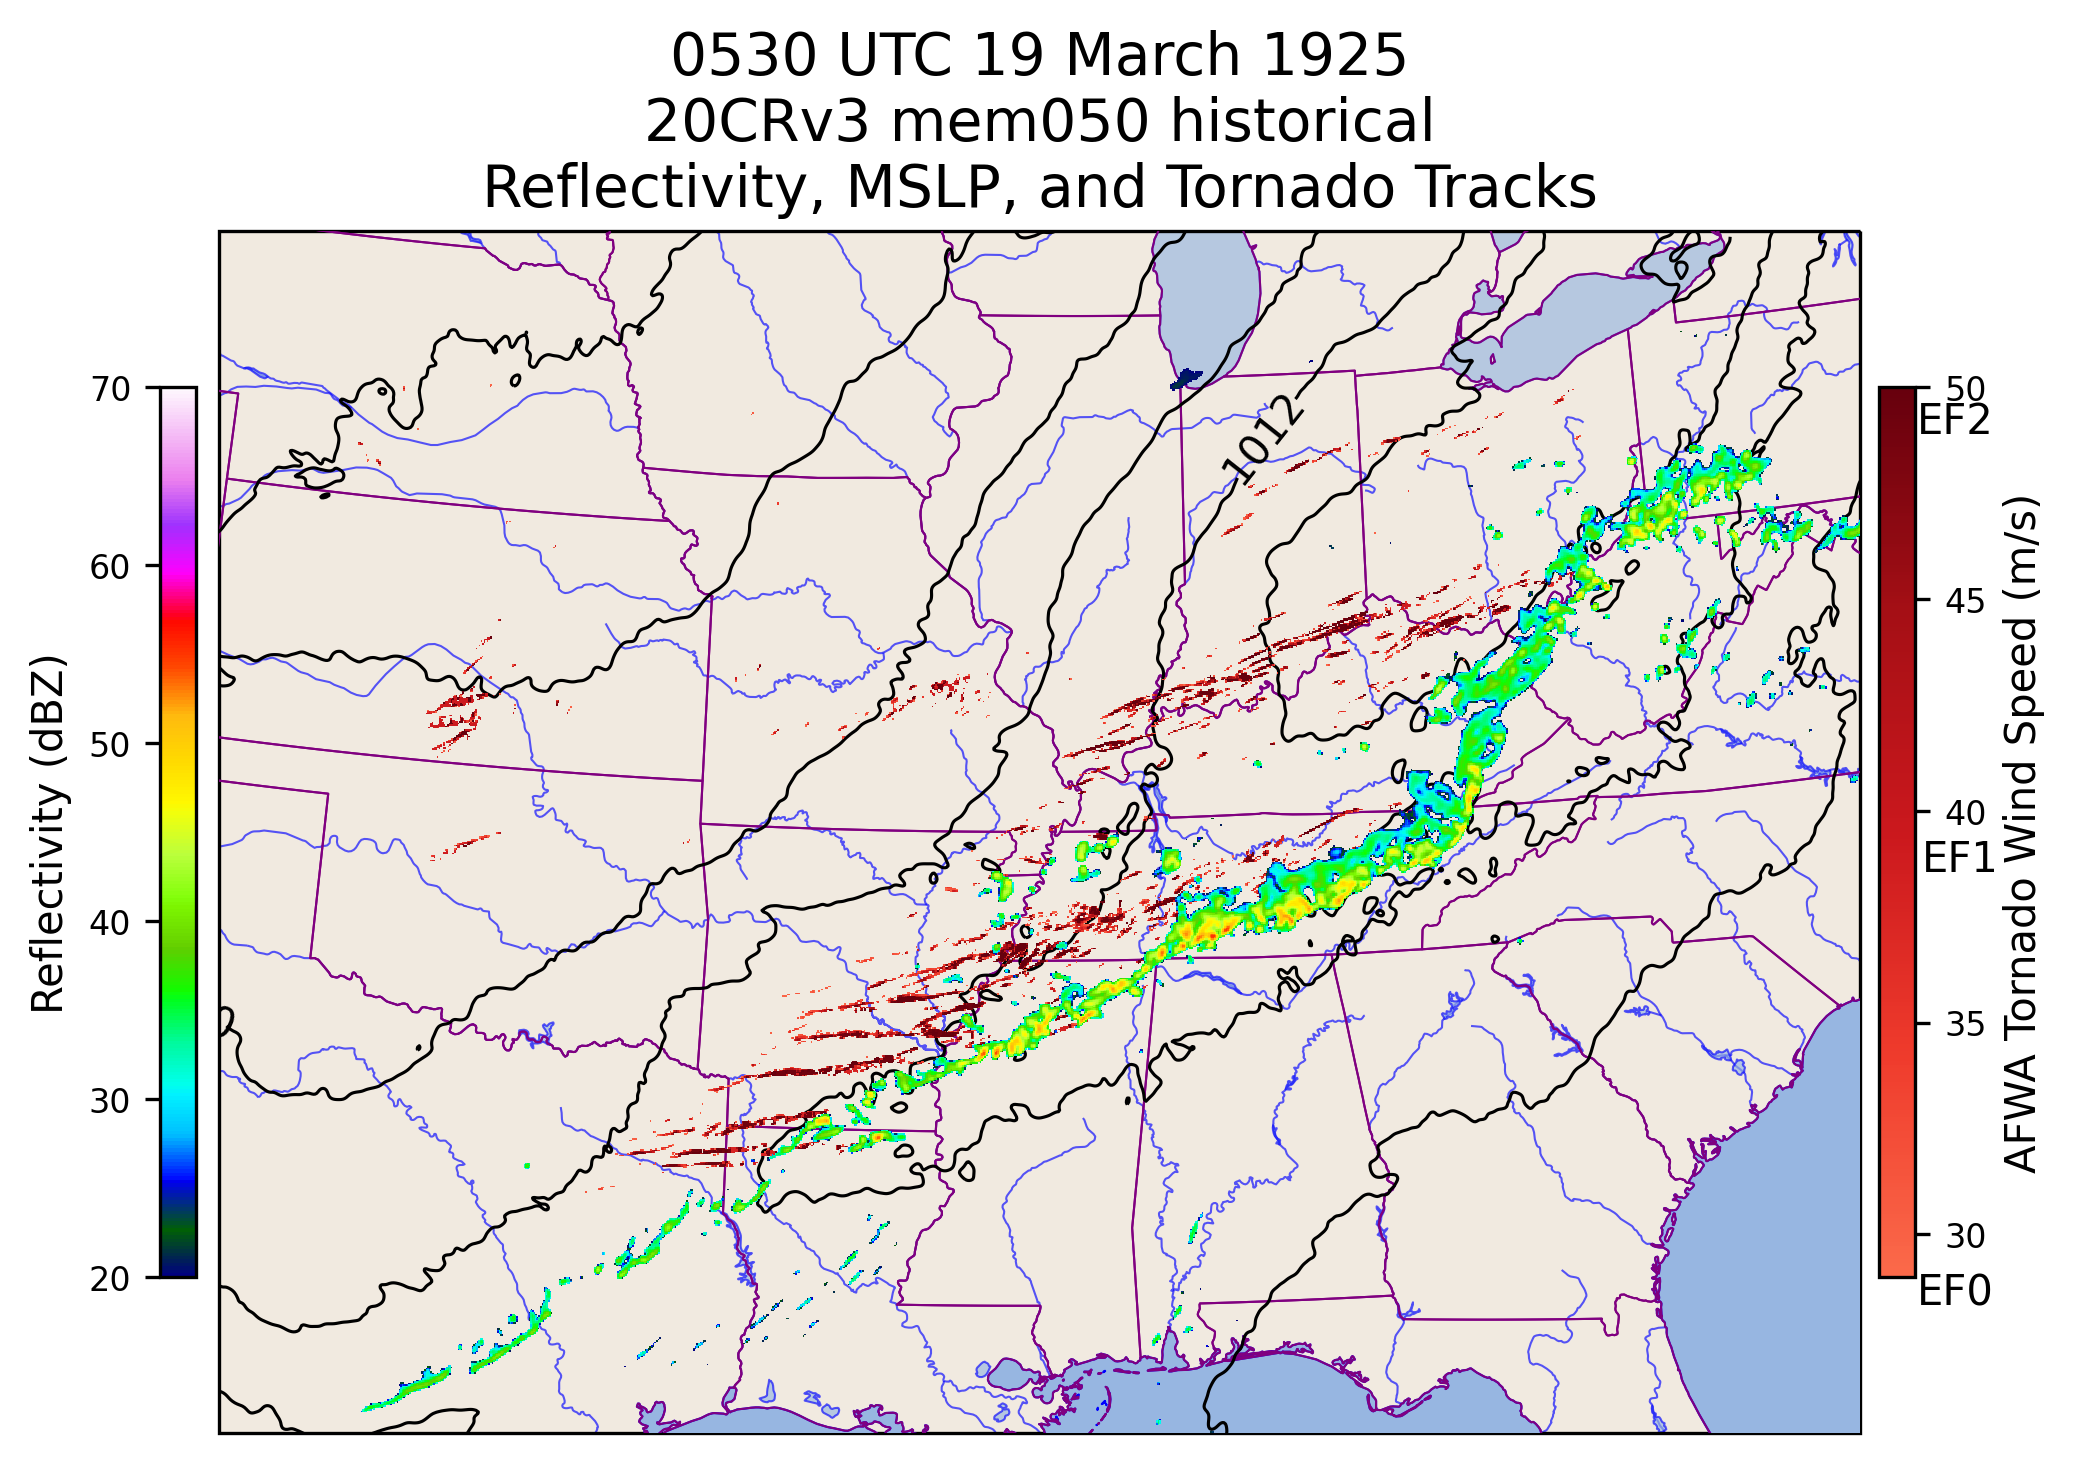 0530 UTC 19 March 1925
20CRv3 mem050 historical
Reflectivity, MSLP, and Tornado Tracks
Reflectivity (dBZ)
70
60
50
40
30
20
1012
50
EF2
45
40
EF1
35
30
EF0
AFWA Tornado Wind Speed (m/s)